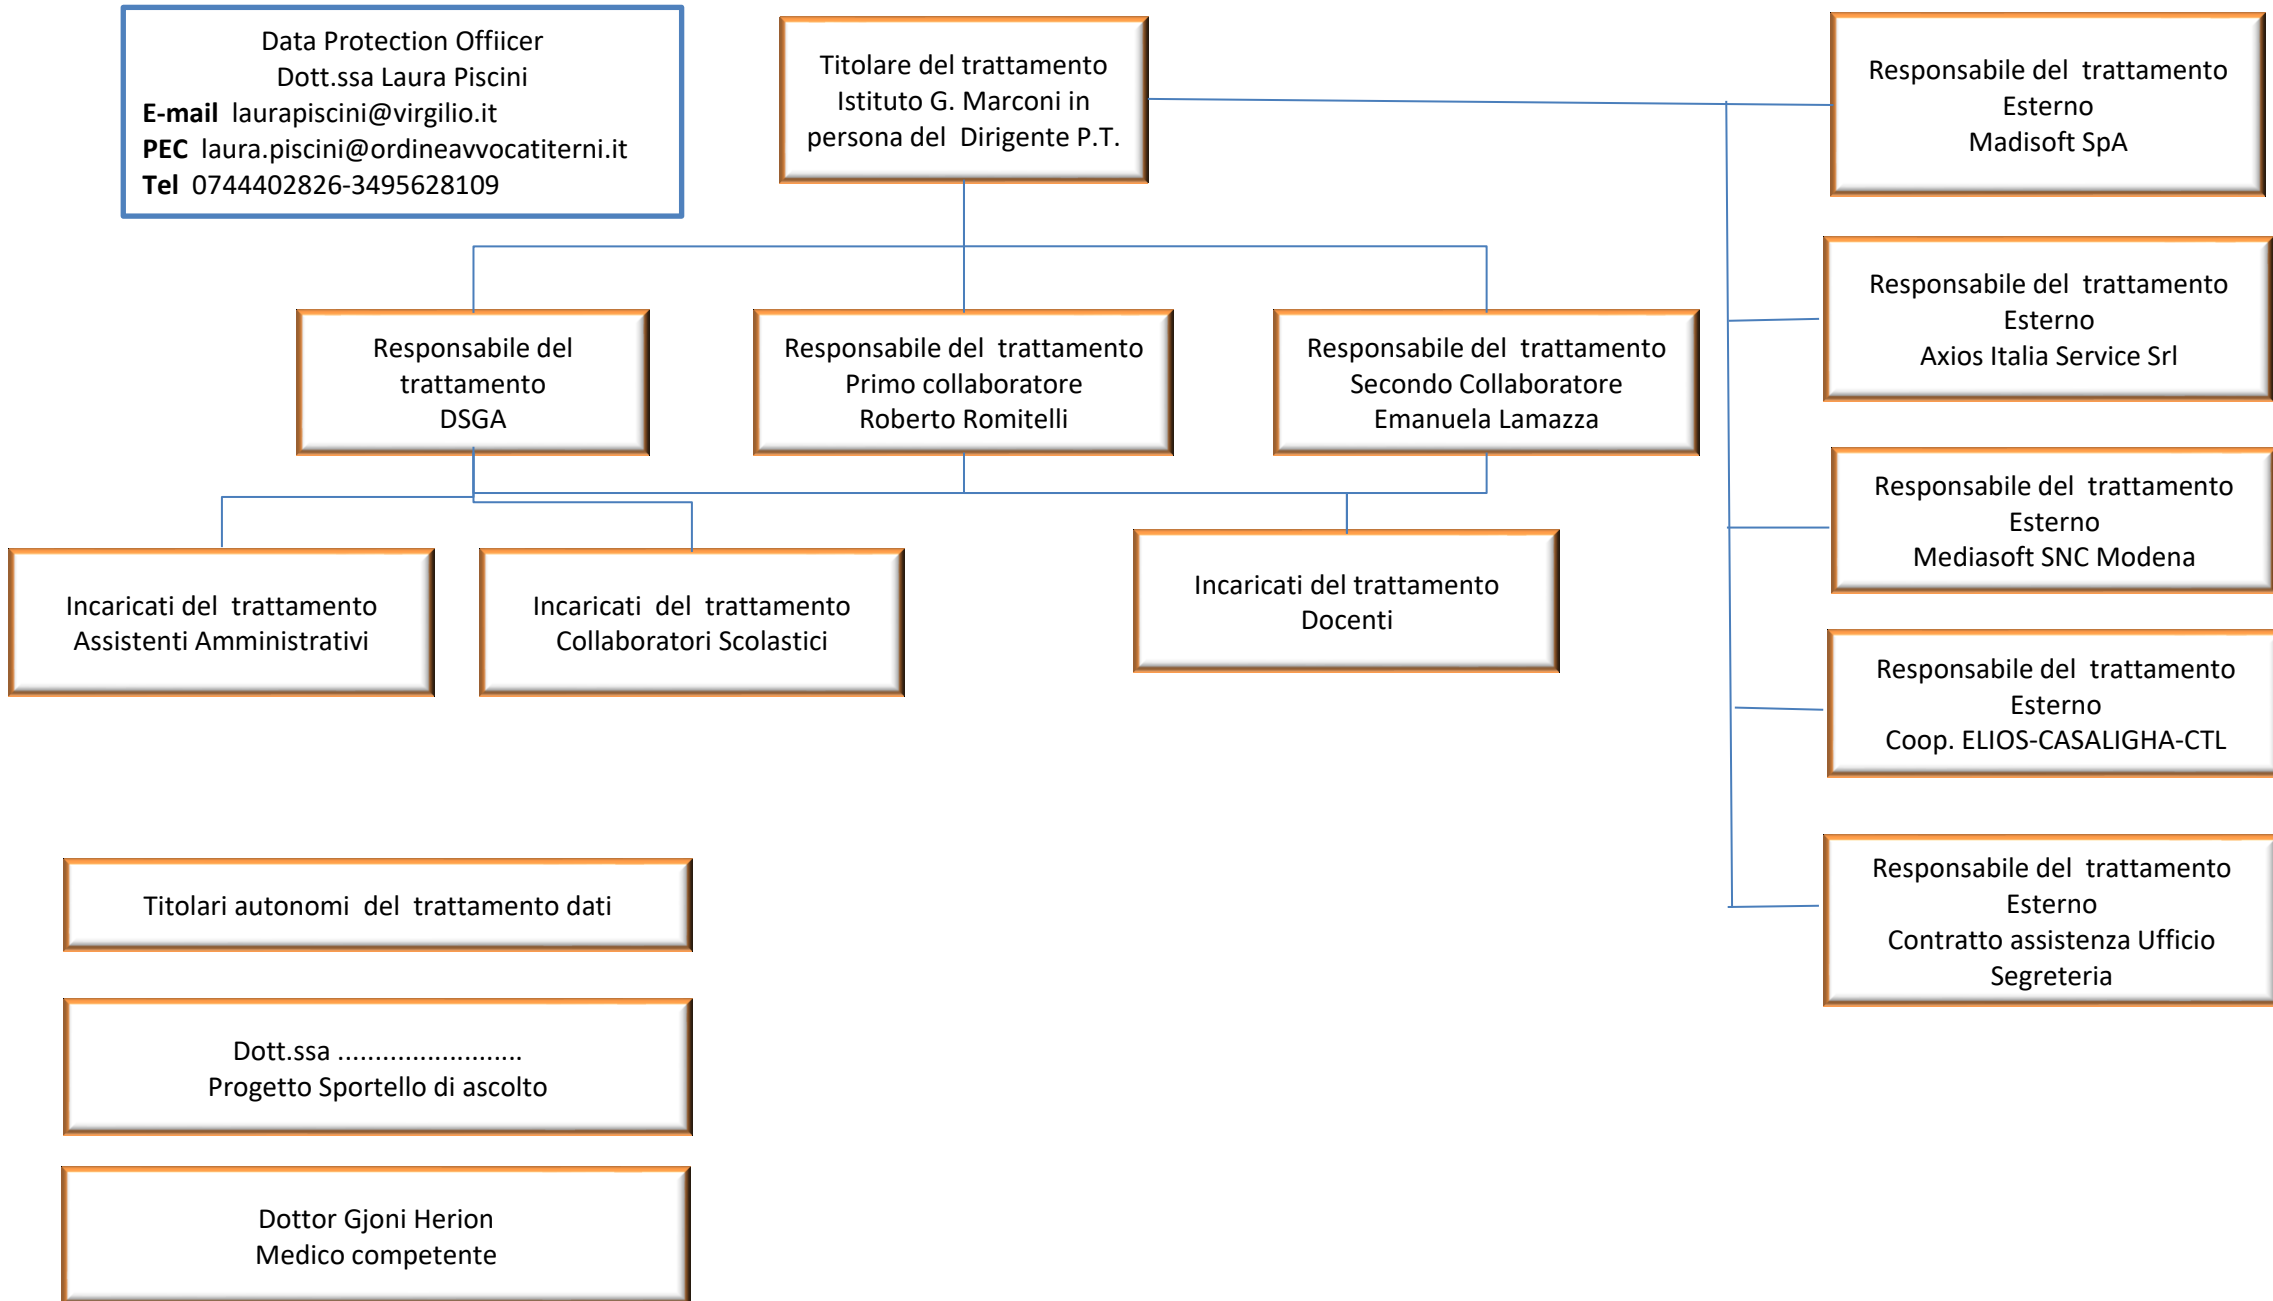 Data Protection Offiicer
Dott.ssa Laura Piscini
E-mail laurapiscini@virgilio.it
PEC laura.piscini@ordineavvocatiterni.it
Tel 0744402826-3495628109
Titolare del trattamento
Istituto G. Marconi in
persona del Dirigente P.T.
Responsabile del trattamento
Esterno
Madisoft SpA
Responsabile del trattamento
Esterno
Axios Italia Service Srl
Responsabile del
trattamento
DSGA
Responsabile del trattamento
Primo collaboratore
Roberto Romitelli
Responsabile del trattamento
Secondo Collaboratore
Emanuela Lamazza
Responsabile del trattamento
Esterno
Mediasoft SNC Modena
Incaricati del trattamento
Assistenti Amministrativi
Incaricati del trattamento
Collaboratori Scolastici
Incaricati del trattamento
Docenti
Responsabile del trattamento
Esterno
Coop. ELIOS-CASALIGHA-CTL
Responsabile del trattamento
Esterno
Contratto assistenza Ufficio
Segreteria
Titolari autonomi del trattamento dati
Dott.ssa .........................
Progetto Sportello di ascolto
Dottor Gjoni Herion
Medico competente